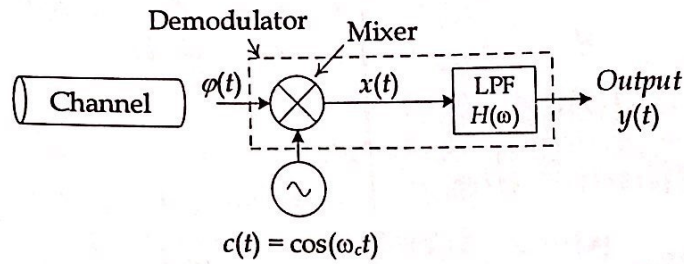 Demodulator
Mixer
Channel
φ(t)
x(t)
LPF
H(ω)
Output
y(t)
c(t) = cos(ω_c t)